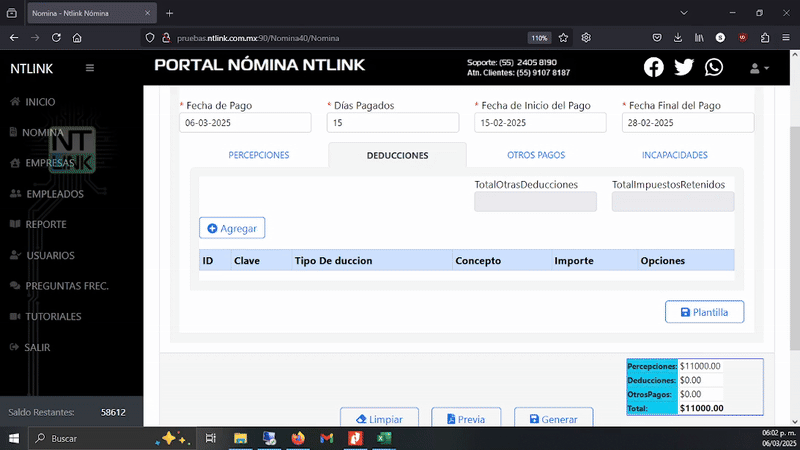 Nomina - Ntlink Nómina
pruebas.ntlink.com.mx:90/Nomina40/Nomina
110%
NTLINK
PORTAL NÓMINA NTLINK
Soporte: (55) 2405 8190
Atn. Clientes: (55) 9107 8187
INICIO
NOMINA
EMPRESAS
EMPLEADOS
REPORTE
USUARIOS
PREGUNTAS FREC.
TUTORIALES
SALIR
NT
LINK
Saldo Restantes: 58612
* Fecha de Pago * Días Pagados * Fecha de Inicio del Pago * Fecha Final del Pago
06-03-2025 15 15-02-2025 28-02-2025
PERCEPCIONES DEDUCCIONES OTROS PAGOS INCAPACIDADES
TotalOtrasDeducciones TotalImpuestosRetenidos
Agregar
ID Clave Tipo De duccion Concepto Importe Opciones
Plantilla
Percepciones: $11000.00
Deducciones: $0.00
OtrosPagos: $0.00
Total: $11000.00
Limpiar Previa Generar
Buscar
06:02 p. m.
06/03/2025